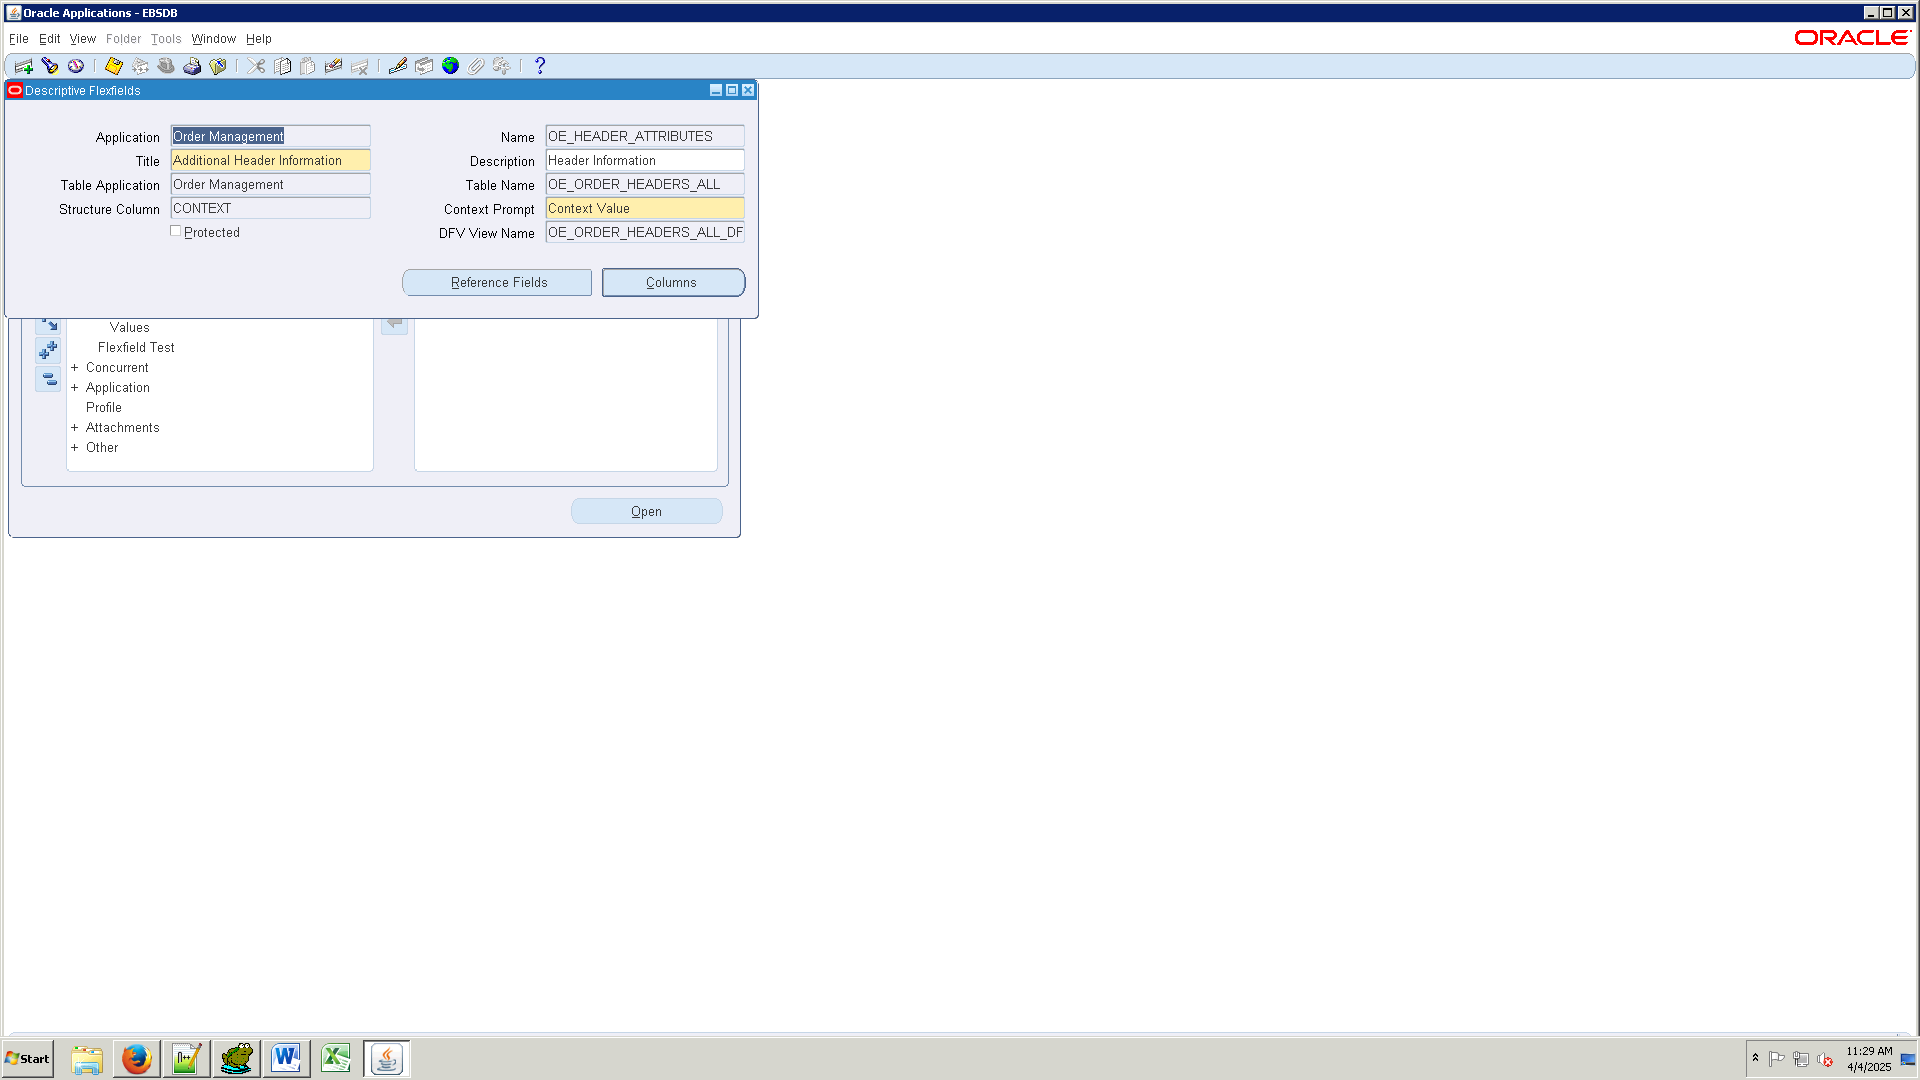 Oracle Applications - EBSDB
File Edit View Folder Tools Window Help
ORACLE
Descriptive Flexfields
Application Order Management Name OE_HEADER_ATTRIBUTES
Title Additional Header Information Description Header Information
Table Application Order Management Table Name OE_ORDER_HEADERS_ALL
Structure Column CONTEXT Context Prompt Context Value
Protected DFV View Name OE_ORDER_HEADERS_ALL_DF
Reference Fields Columns
Values
Flexfield Test
+ Concurrent
+ Application
Profile
+ Attachments
+ Other
Open
Start
11:29 AM
4/4/2025